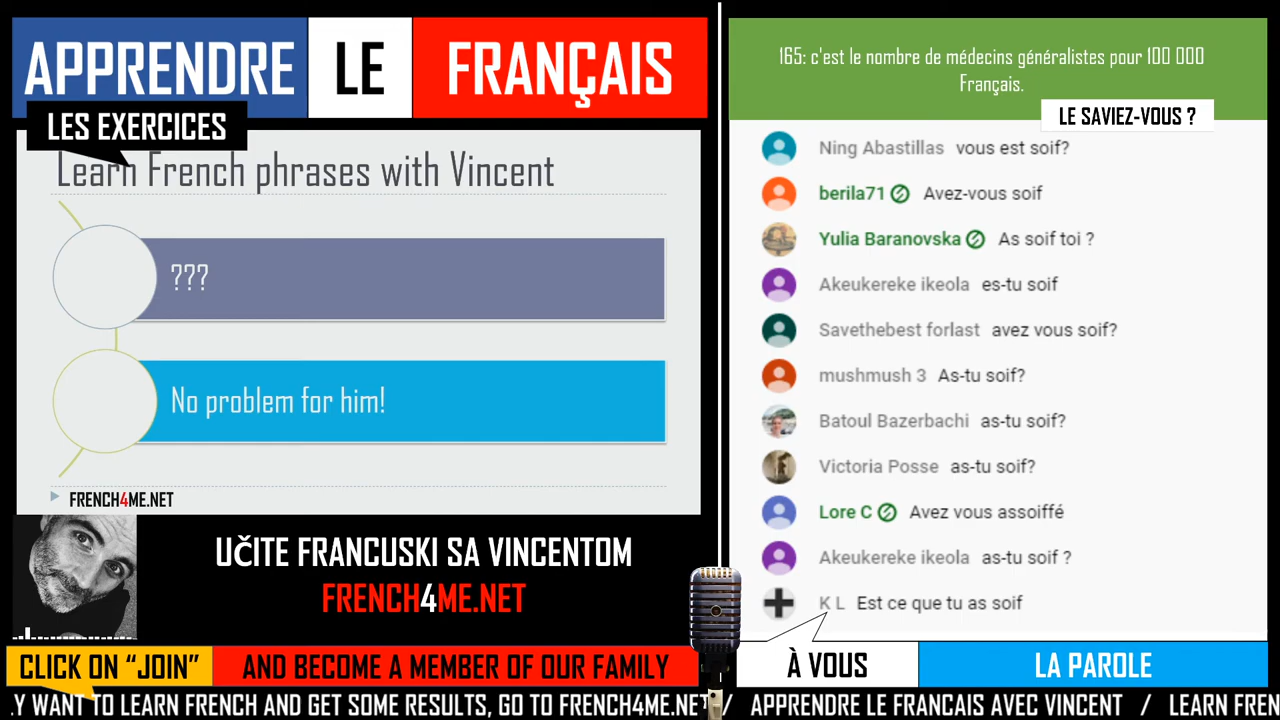 APPRENDRE LE FRANÇAIS
LES EXERCICES
Learn French phrases with Vincent
???
No problem for him!
FRENCH4ME.NET
UČITE FRANCUSKI SA VINCENTOM
FRENCH4ME.NET
CLICK ON “JOIN” AND BECOME A MEMBER OF OUR FAMILY
165: c'est le nombre de médecins généralistes pour 100 000
Français.
LE SAVIEZ-VOUS ?
Ning Abastillas vous est soif?
berila71 Avez-vous soif
Yulia Baranovska As soif toi ?
Akeukereke ikeola es-tu soif
Savethebest forlast avez vous soif?
mushmush 3 As-tu soif?
Batoul Bazerbachi as-tu soif?
Victoria Posse as-tu soif?
Lore C Avez vous assoiffé
Akeukereke ikeola as-tu soif ?
K L Est ce que tu as soif
À VOUS LA PAROLE
Y WANT TO LEARN FRENCH AND GET SOME RESULTS, GO TO FRENCH4ME.NET / APPRENDRE LE FRANCAIS AVEC VINCENT / LEARN FREN